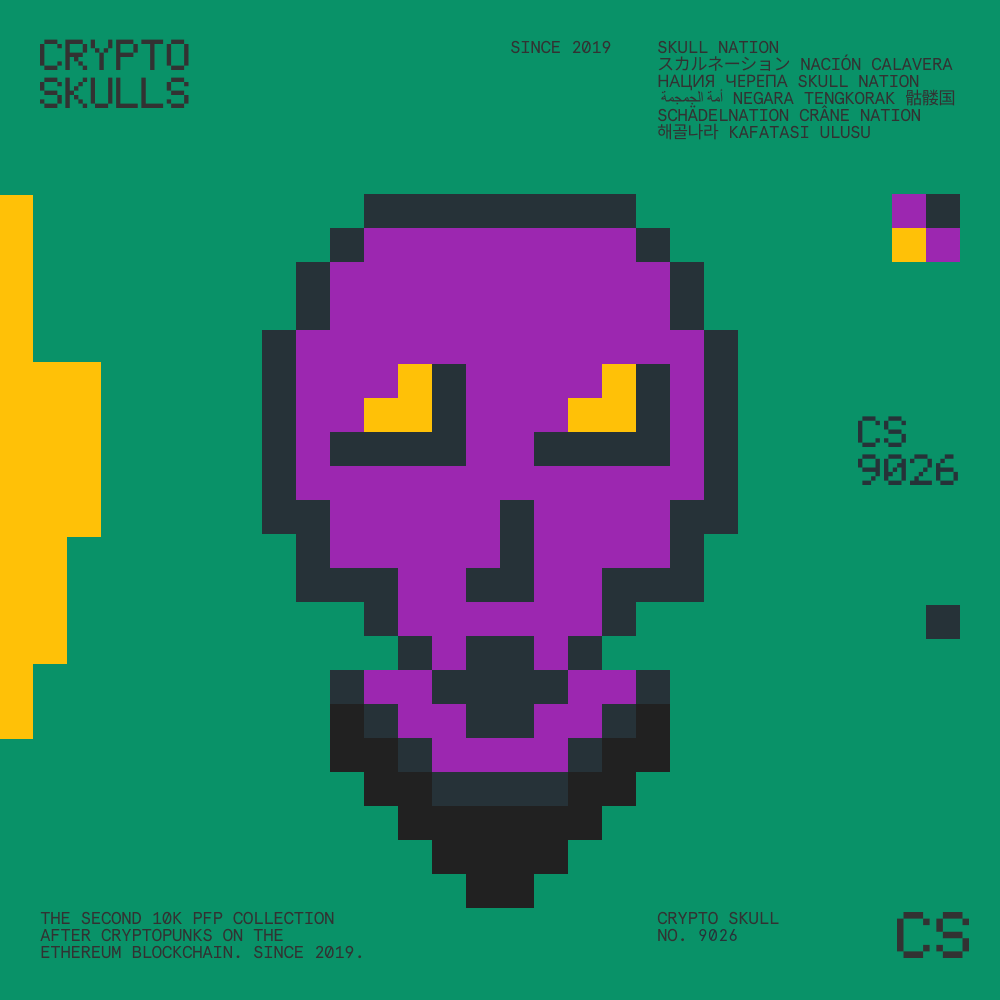 CRYPTO
SKULLS
SINCE 2019
SKULL NATION
スカルネーション NACIÓN CALAVERA
НАЦИЯ ЧЕРЕПА SKULL NATION
أمة الجمجمة NEGARA TENGKORAK 骷髅国
SCHÄDELNATION CRÂNE NATION
해골나라 KAFATASI ULUSU
CS
9026
THE SECOND 10K PFP COLLECTION
AFTER CRYPTOPUNKS ON THE
ETHEREUM BLOCKCHAIN. SINCE 2019.
CRYPTO SKULL
NO. 9026
CS